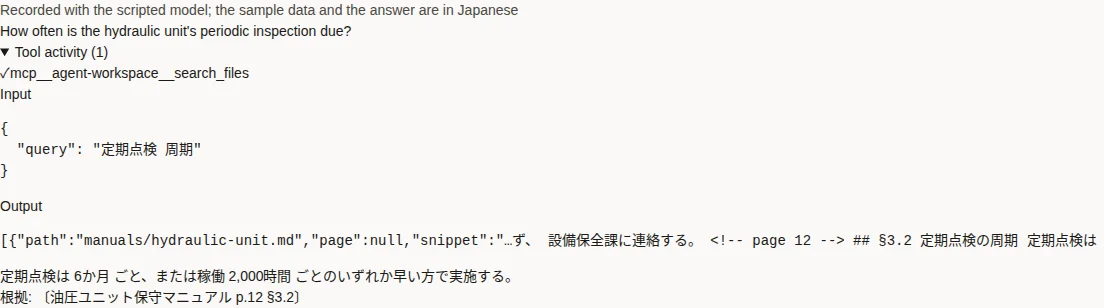 Recorded with the scripted model; the sample data and the answer are in Japanese
How often is the hydraulic unit's periodic inspection due?
▼ Tool activity (1)
✓mcp__agent-workspace__search_files
Input
{
  "query": "定期点検 周期"
}
Output
[{"path":"manuals/hydraulic-unit.md","page":null,"snippet":"…ず、 設備保全課に連絡する。 <!-- page 12 --> ## §3.2 定期点検の周期 定期点検は
定期点検は 6か月 ごと、または稼働 2,000時間 ごとのいずれか早い方で実施する。
根拠: 〔油圧ユニット保守マニュアル p.12 §3.2〕